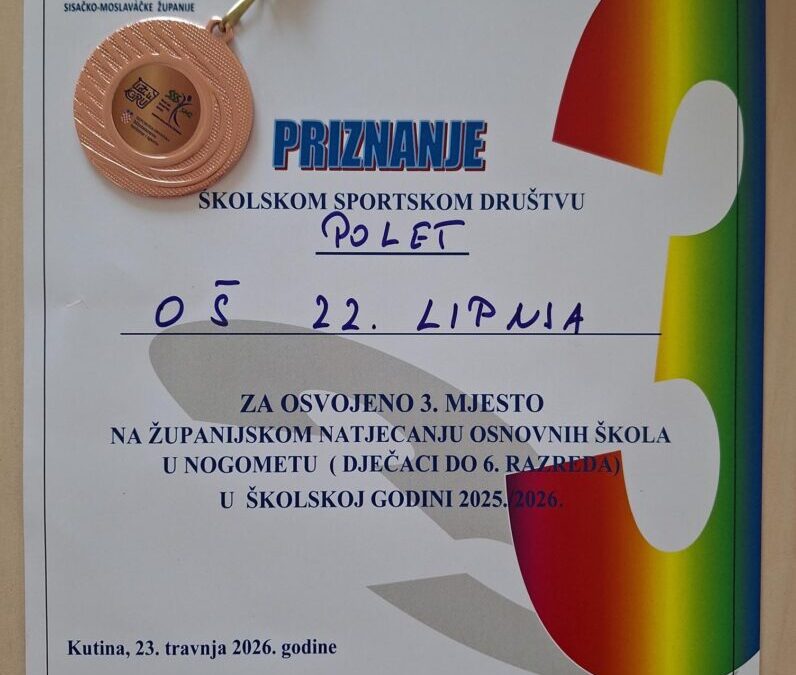 SISAČKO-MOSLAVAČKE ŽUPANIJE
PRIZNANJE
ŠKOLSKOM SPORTSKOM DRUŠTVU
POLET
OŠ 22. LIPNJA
ZA OSVOJENO 3. MJESTO
NA ŽUPANIJSKOM NATJECANJU OSNOVNIH ŠKOLA
U NOGOMETU ( DJEČACI DO 6. RAZREDA)
U ŠKOLSKOJ GODINI 2025./2026.
Kutina, 23. travnja 2026. godine
3